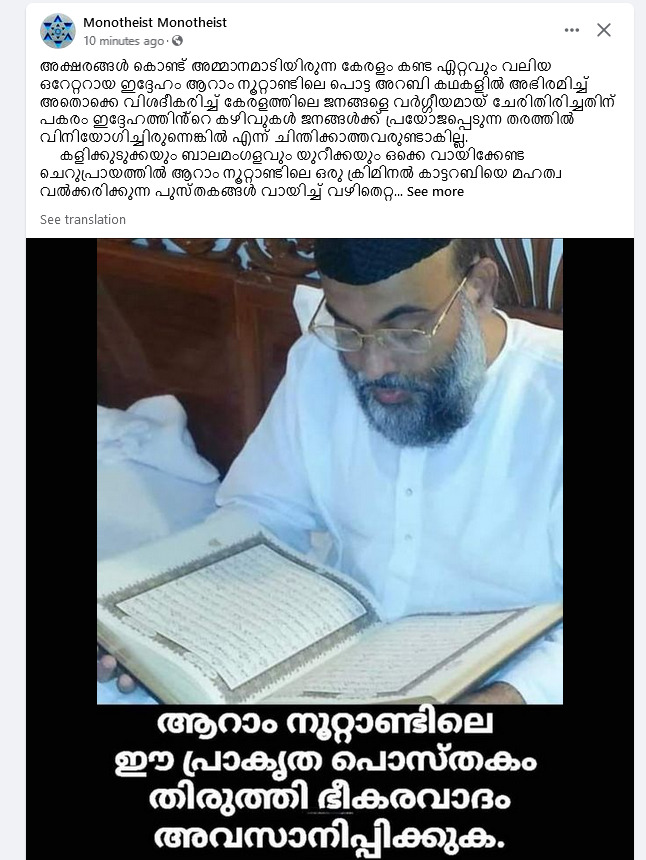 Monotheist Monotheist
10 minutes ago
അക്ഷരങ്ങൾ കൊണ്ട് അമ്മാനമാടിയിരുന്ന കേരളം കണ്ട ഏറ്റവും വലിയ
ഒറേറ്ററായ ഇദ്ദേഹം ആറാം നൂറ്റാണ്ടിലെ പൊട്ട അറബി കഥകളിൽ അഭിരമിച്ച്
അതൊക്കെ വിശദീകരിച്ച് കേരളത്തിലെ ജനങ്ങളെ വർഗ്ഗീയമായ് ചേരിതിരിച്ചതിന്
പകരം ഇദ്ദേഹത്തിൻ്റെ കഴിവുകൾ ജനങ്ങൾക്ക് പ്രയോജപ്പെടുന്ന തരത്തിൽ
വിനിയോഗിച്ചിരുന്നെങ്കിൽ എന്ന് ചിന്തിക്കാത്തവരുണ്ടാകില്ല.
കളിക്കുടുക്കയും ബാലമംഗളവും യുറീക്കയും ഒക്കെ വായിക്കേണ്ട
ചെറുപ്രായത്തിൽ ആറാം നൂറ്റാണ്ടിലെ ഒരു ക്രിമിനൽ കാട്ടറബിയെ മഹത്വ
വൽക്കരിക്കുന്ന പുസ്തകങ്ങൾ വായിച്ച് വഴിതെറ്റ... See more
See translation
ആറാം നൂറ്റാണ്ടിലെ
ഈ പ്രാകൃത പൊസ്തകം
തിരുത്തി ഭീകരവാദം
അവസാനിപ്പിക്കുക.